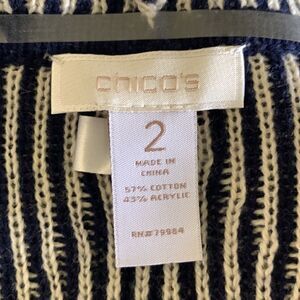 chico's
2
MADE IN
CHINA
57% COTTON
43% ACRYLIC
RN#79984